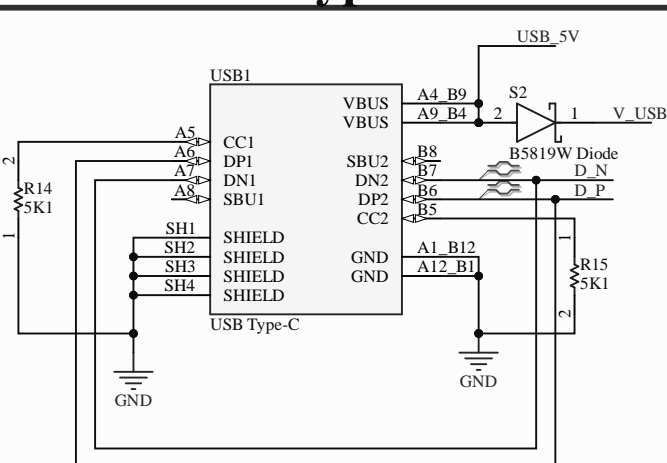 USB_5V
USB1
S2
VBUS A4_B9
VBUS A9_B4 2 1 V_USB
B5819W Diode
A5 CC1
A6 DP1 SBU2 B8
A7 DN1 DN2 B7 D_N
A8 SBU1 DP2 B6 D_P
CC2 B5
2 R14 5K1 1
SH1 SHIELD GND A1_B12
SH2 SHIELD GND A12_B1
SH3 SHIELD
SH4 SHIELD
1 R15 5K1 2
USB Type-C
GND
GND